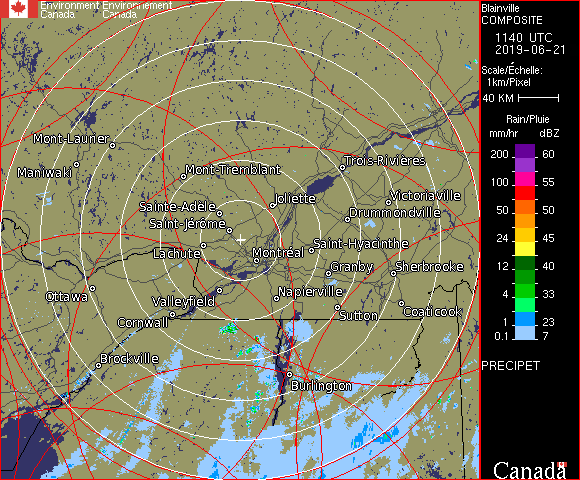 Environment Environnement
Canada Canada
Blainville
COMPOSITE
1140 UTC
2019-06-21
Scale/Échelle:
1km/Pixel
40 KM
Rain/Pluie
mm/hr dBZ
200 60
100 55
50 50
24 45
12 40
4 33
1 23
0.1 7
PRECIPET
Canada
Mont-Laurier
Maniwaki
Mont-Tremblant
Trois-Rivières
Sainte-Adèle
Joliette
Victoriaville
Saint-Jérôme
Drummondville
Lachute
Montréal
Saint-Hyacinthe
Granby
Sherbrooke
Ottawa
Valleyfield
Napierville
Cornwall
Sutton
Coaticook
Brockville
Burlington